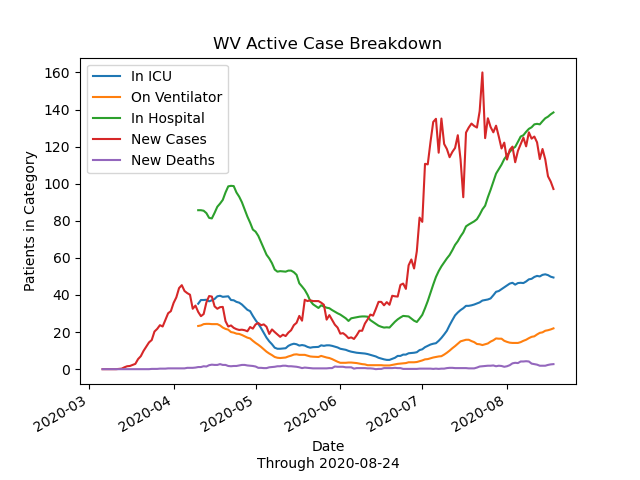 WV Active Case Breakdown
In ICU
On Ventilator
In Hospital
New Cases
New Deaths
Patients in Category
160
140
120
100
80
60
40
20
0
2020-03
2020-04
2020-05
2020-06
2020-07
2020-08
Date
Through 2020-08-24